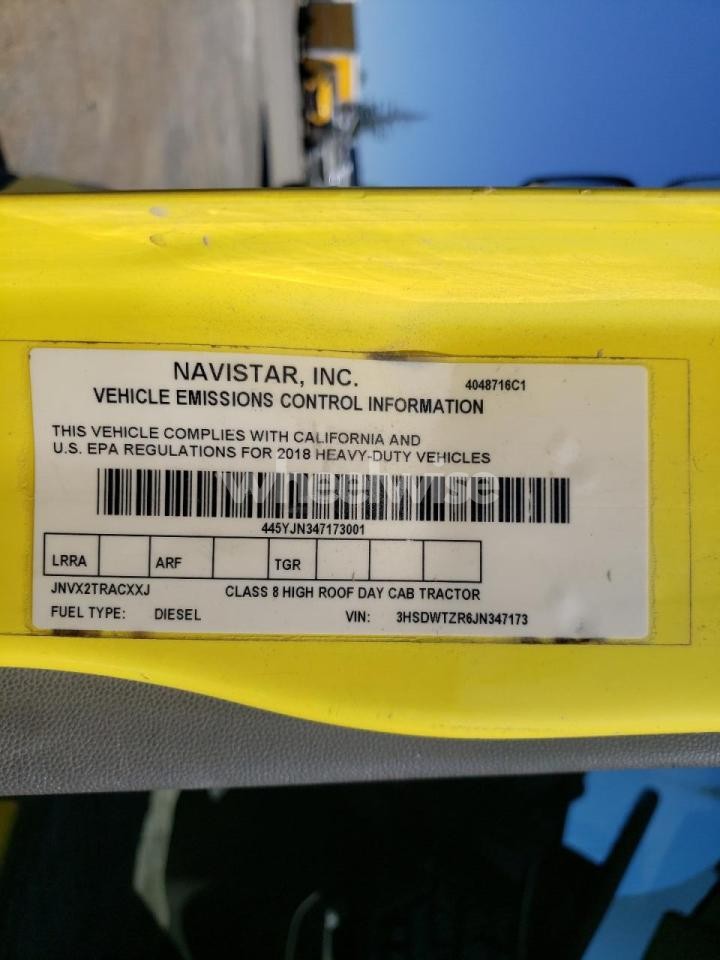 NAVISTAR, INC.
4048716C1
VEHICLE EMISSIONS CONTROL INFORMATION
THIS VEHICLE COMPLIES WITH CALIFORNIA AND
U.S. EPA REGULATIONS FOR 2018 HEAVY-DUTY VEHICLES
wheelwise
445YJN347173001
LRRA ARF TGR
JNVX2TRACXXJ CLASS 8 HIGH ROOF DAY CAB TRACTOR
FUEL TYPE: DIESEL VIN: 3HSDWTZR6JN347173